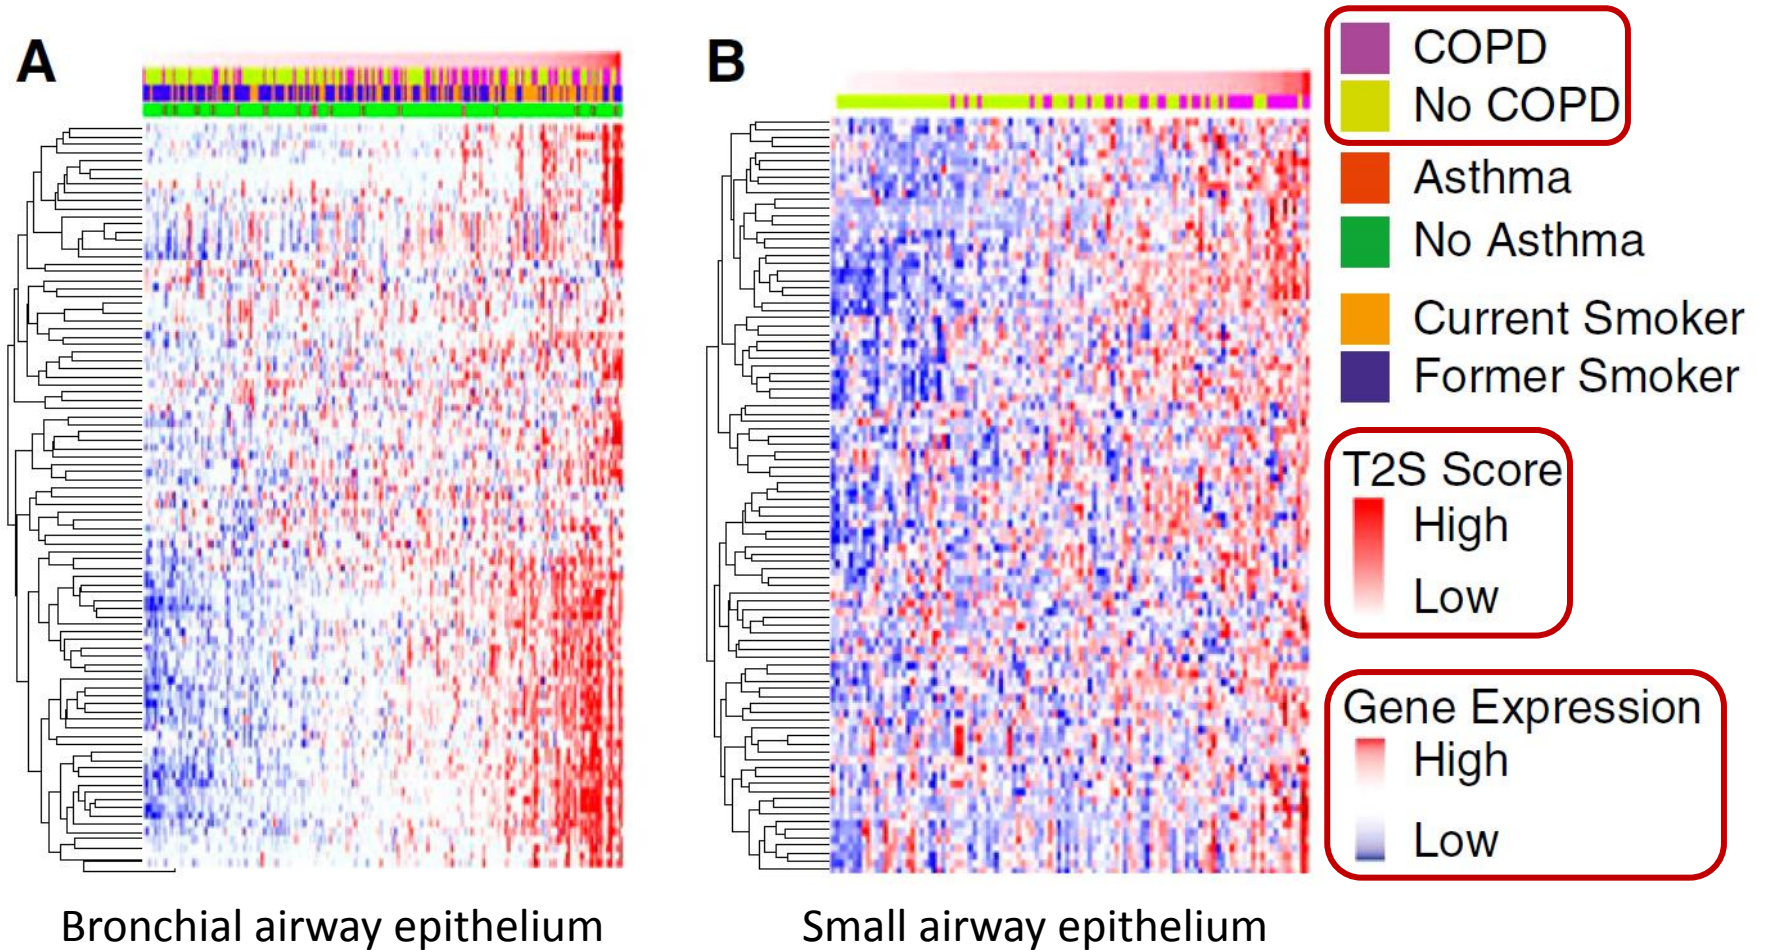 A
B
COPD
No COPD
Asthma
No Asthma
Current Smoker
Former Smoker
T2S Score
High
Low
Gene Expression
High
Low
Bronchial airway epithelium
Small airway epithelium